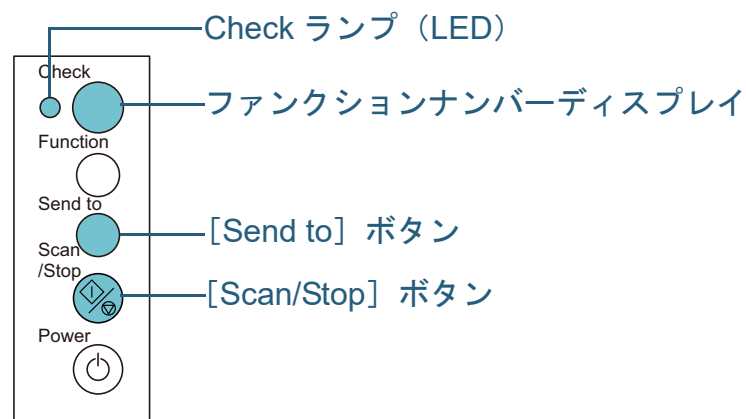 Check ランプ（LED）
Check
ファンクションナンバーディスプレイ
Function
Send to
［Send to］ボタン
Scan
/Stop
［Scan/Stop］ボタン
Power